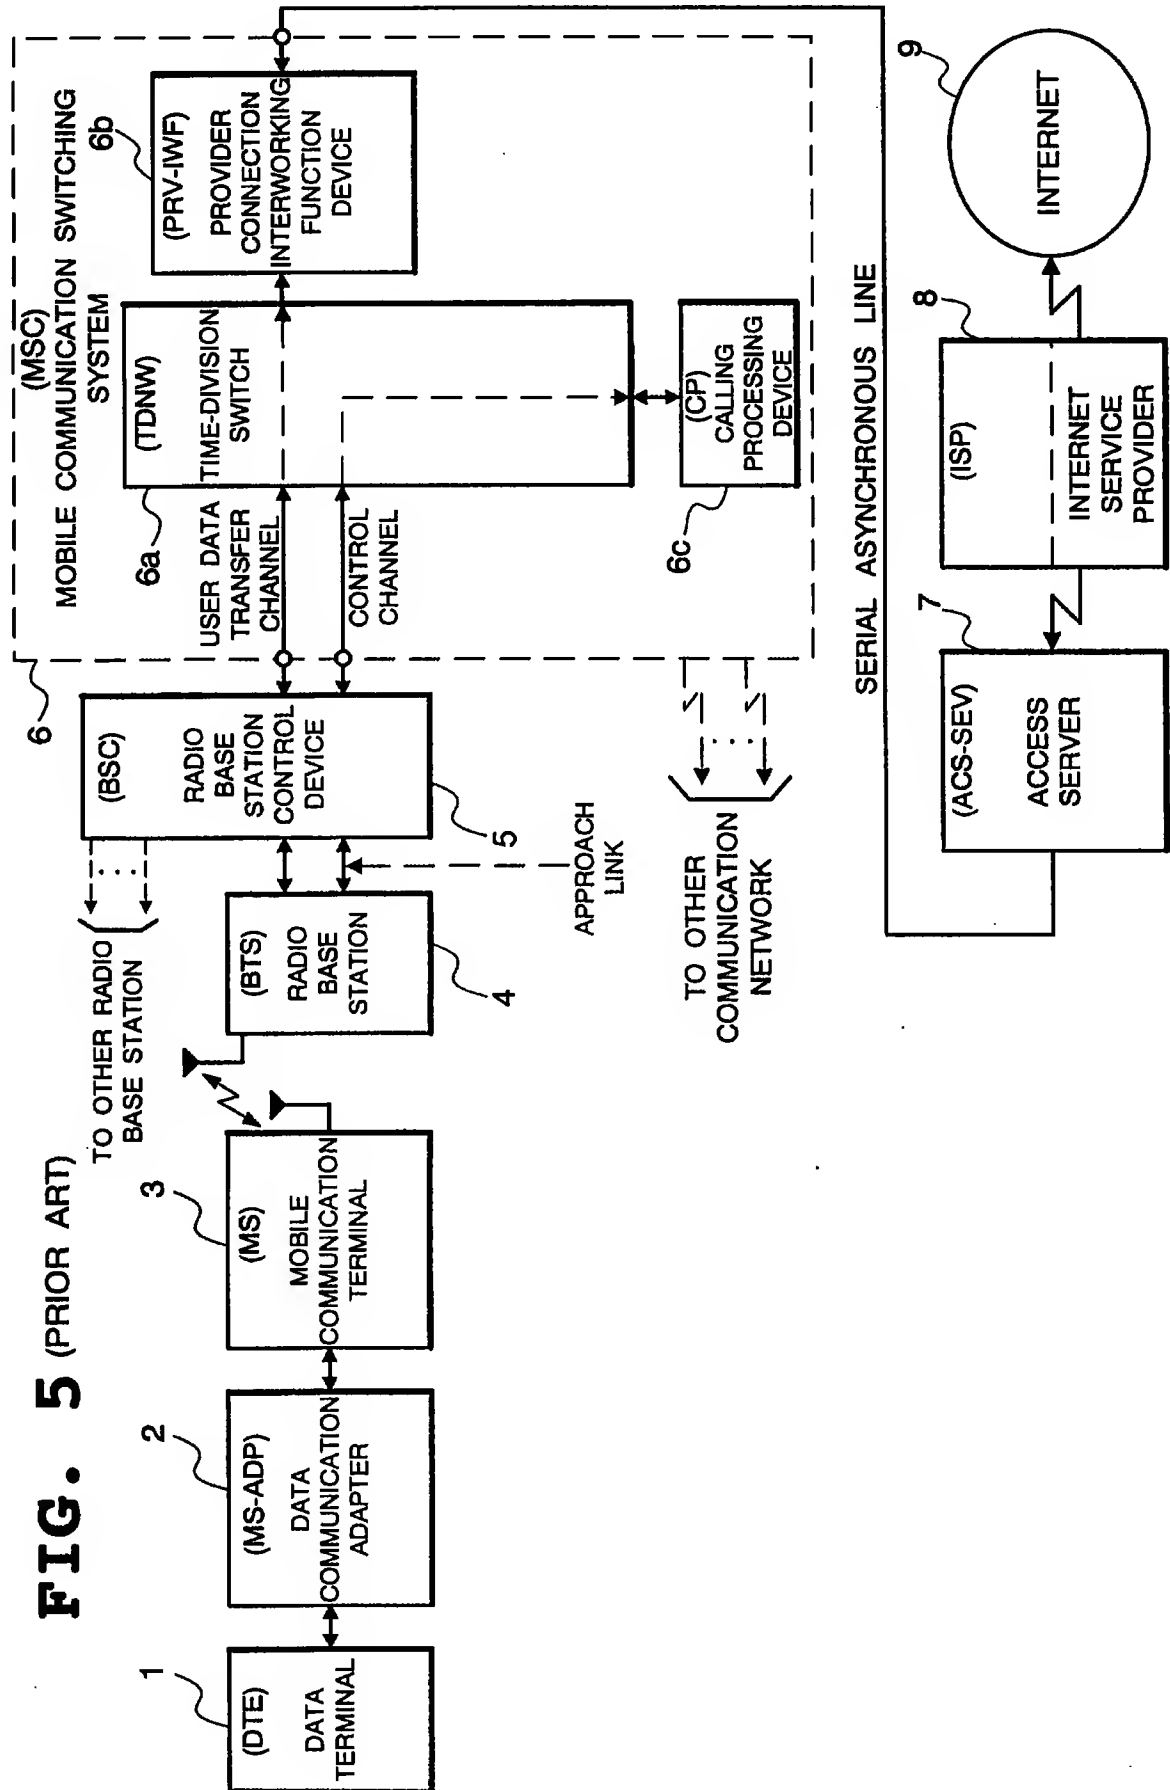 FIG. 5 (PRIOR ART)
1
(DTE)
DATA
TERMINAL
2
(MS-ADP)
DATA
COMMUNICATION
ADAPTER
3
(MS)
MOBILE
COMMUNICATION
TERMINAL
TO OTHER RADIO
BASE STATION
(BTS)
RADIO
BASE
STATION
4
APPROACH
LINK
(BSC)
RADIO
BASE
STATION
CONTROL
DEVICE
5
6
(MSC)
MOBILE COMMUNICATION SWITCHING
SYSTEM
USER DATA
TRANSFER
CHANNEL
CONTROL
CHANNEL
6a
(TDNW)
TIME-DIVISION
SWITCH
6b
(PRV-IWF)
PROVIDER
CONNECTION
INTERWORKING
FUNCTION
DEVICE
6c
(CP)
CALLING
PROCESSING
DEVICE
TO OTHER
COMMUNICATION
NETWORK
SERIAL ASYNCHRONOUS LINE
7
(ACS-SEV)
ACCESS
SERVER
8
(ISP)
INTERNET
SERVICE
PROVIDER
9
INTERNET